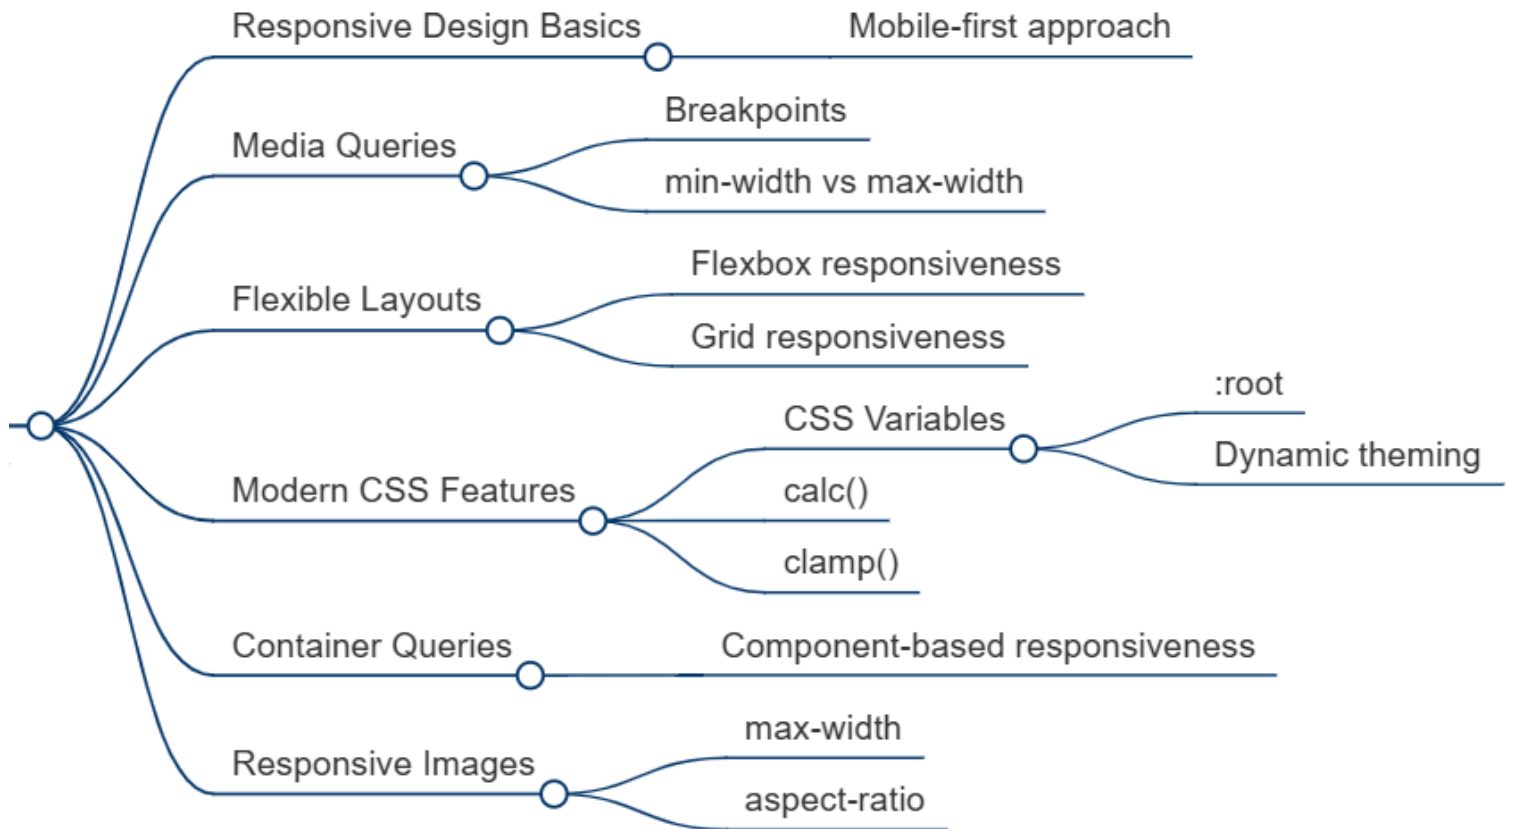 Responsive Design Basics
Mobile-first approach
Media Queries
Breakpoints
min-width vs max-width
Flexible Layouts
Flexbox responsiveness
Grid responsiveness
Modern CSS Features
CSS Variables
:root
Dynamic theming
calc()
clamp()
Container Queries
Component-based responsiveness
Responsive Images
max-width
aspect-ratio